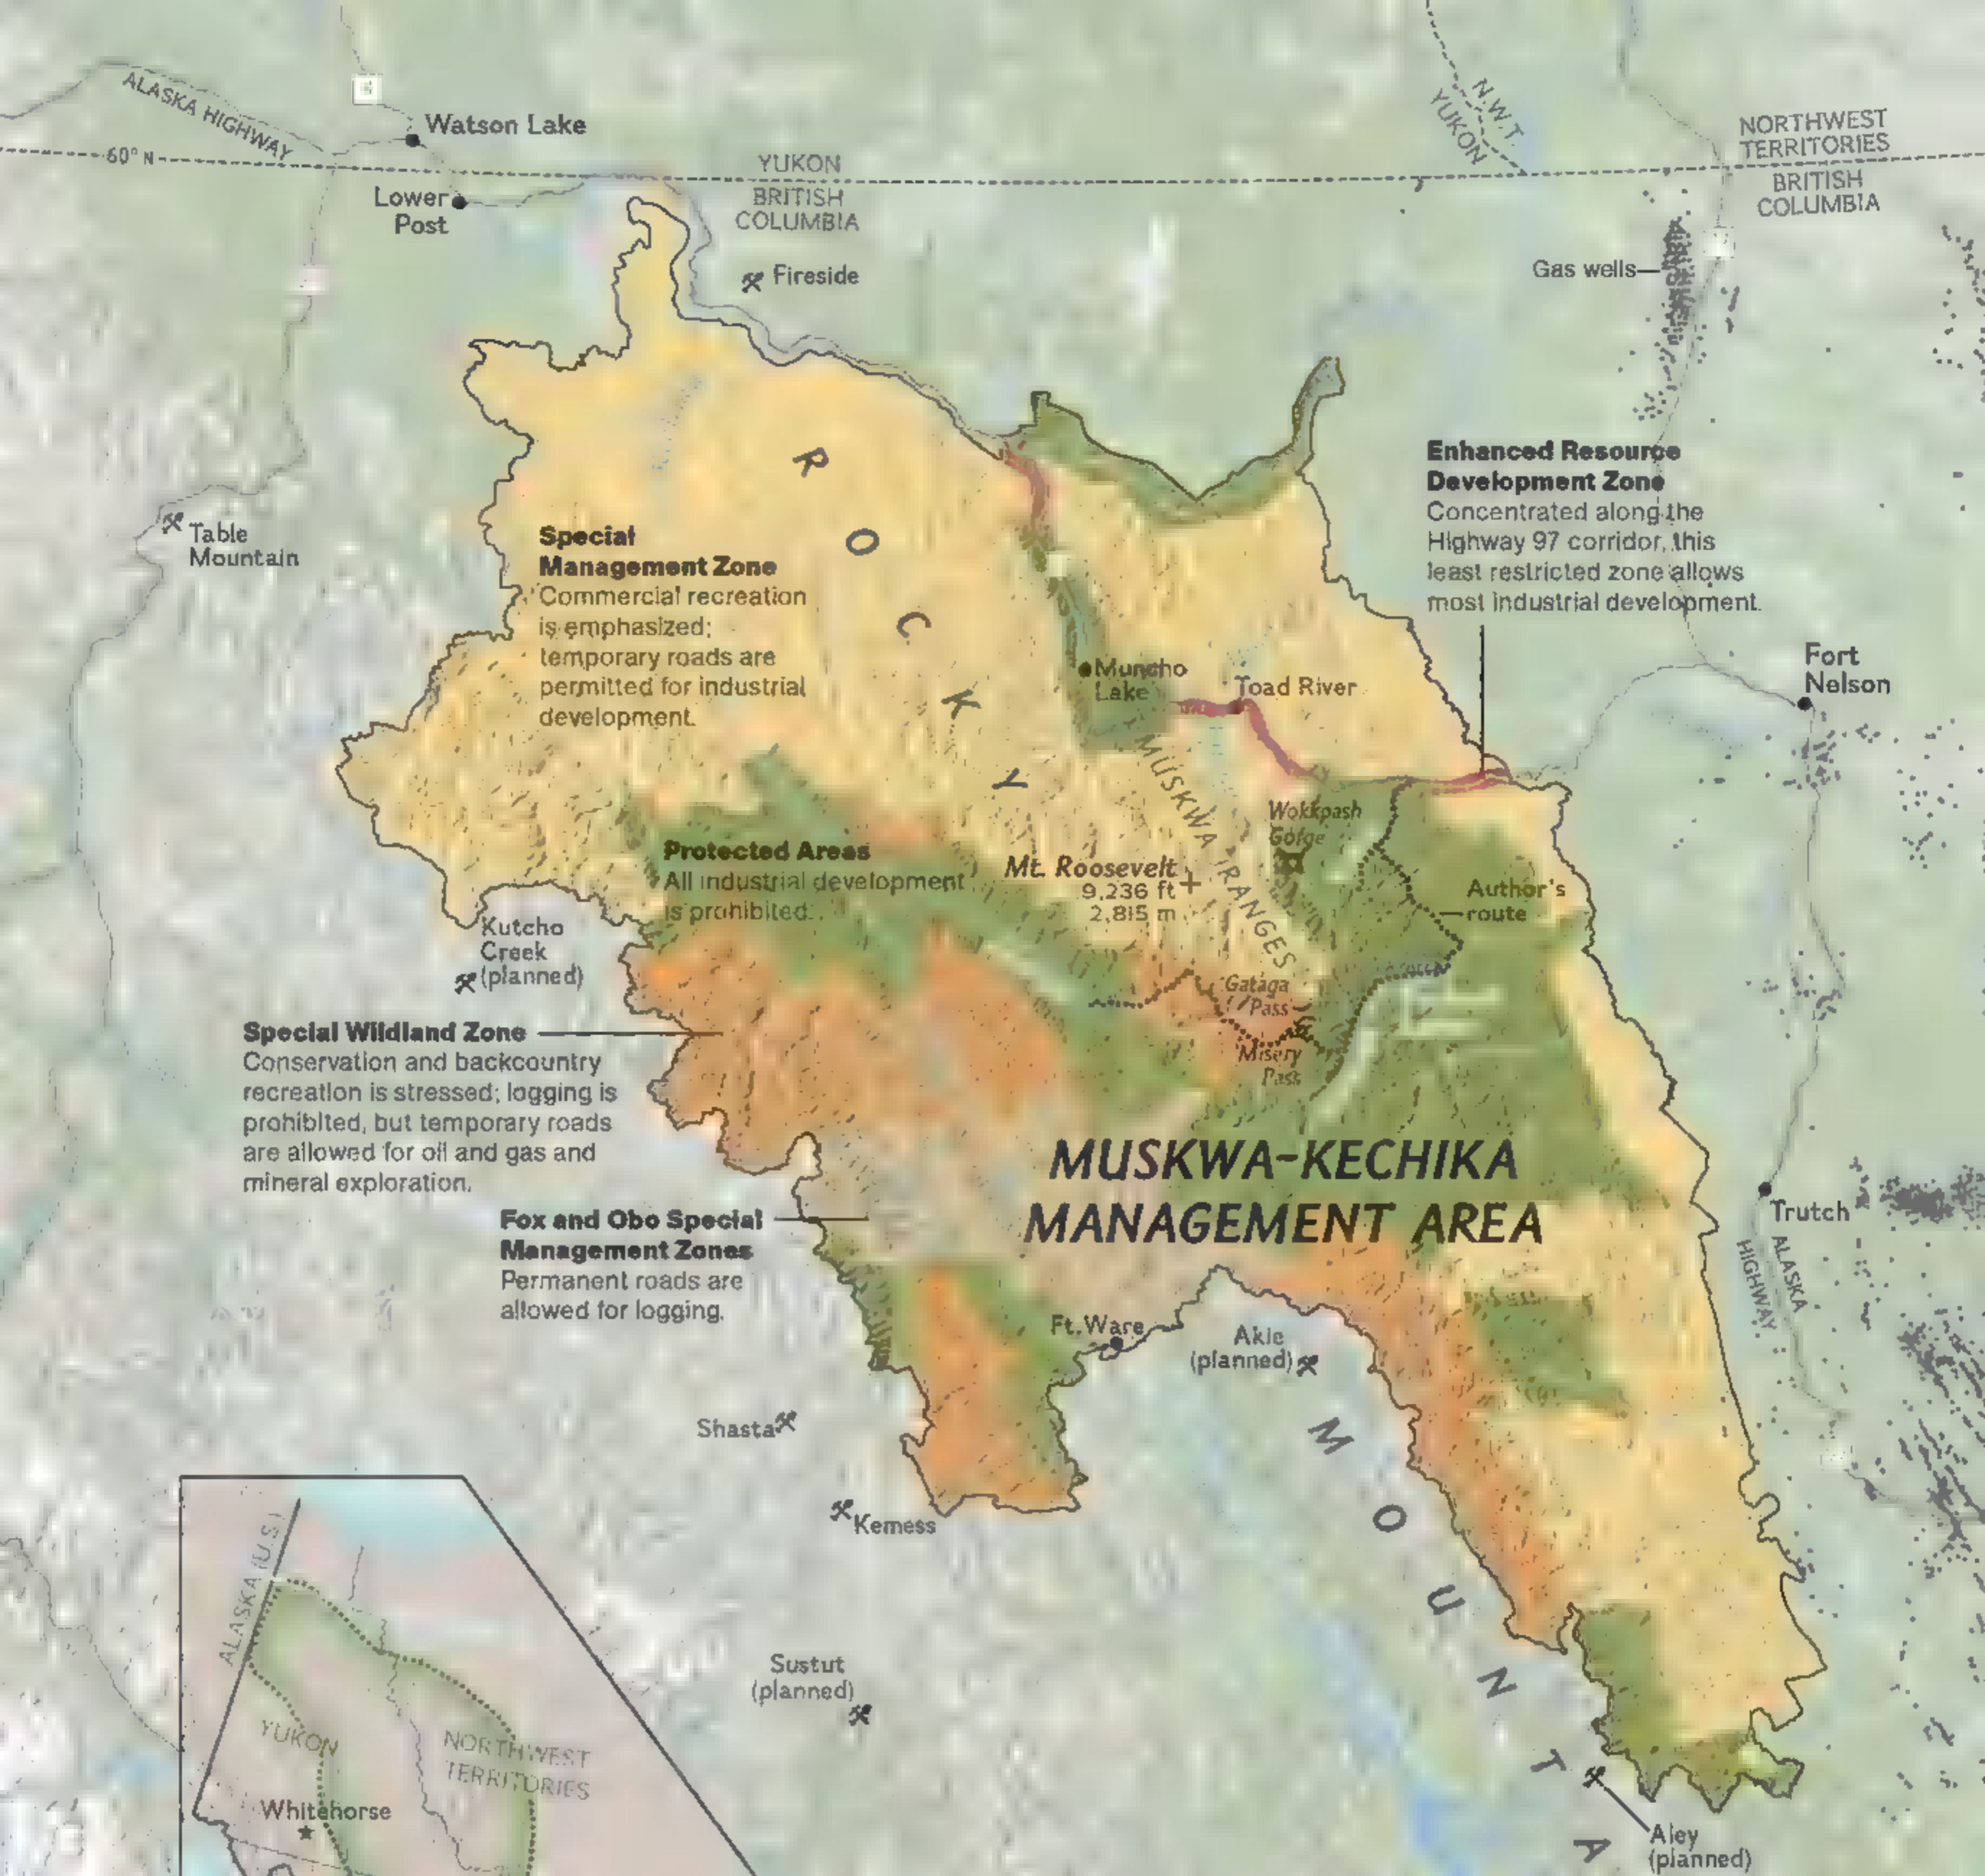 ALASKA HIGHWAY
Watson Lake
60° N
Lower
Post
YUKON
BRITISH
COLUMBIA
Fireside
N.W.T.
YUKON
NORTHWEST
TERRITORIES
BRITISH
COLUMBIA
Gas wells
Table
Mountain
Special
Management Zone
Commercial recreation
is emphasized;
temporary roads are
permitted for industrial
development.
Enhanced Resource
Development Zone
Concentrated along the
Highway 97 corridor, this
least restricted zone allows
most industrial development.
ROCKY
Muncho
Lake
Toad River
Fort
Nelson
MUSKWA RANGES
Wokkpash
Gorge
Protected Areas
All industrial development
is prohibited.
Mt. Roosevelt
9,236 ft
2,815 m
Author's
route
Kutcho
Creek
(planned)
Gataga
Pass
Misery
Pass
Special Wildland Zone
Conservation and backcountry
recreation is stressed; logging is
prohibited, but temporary roads
are allowed for oil and gas and
mineral exploration.
MUSKWA-KECHIKA
MANAGEMENT AREA
Fox and Obo Special
Management Zones
Permanent roads are
allowed for logging.
Trutch
ALASKA
HIGHWAY
Ft. Ware
Akie
(planned)
Shasta
Kemess
MOUNTA
Sustut
(planned)
Aley
(planned)
ALASKA (U.S.)
YUKON
NORTHWEST
TERRITORIES
Whitehorse